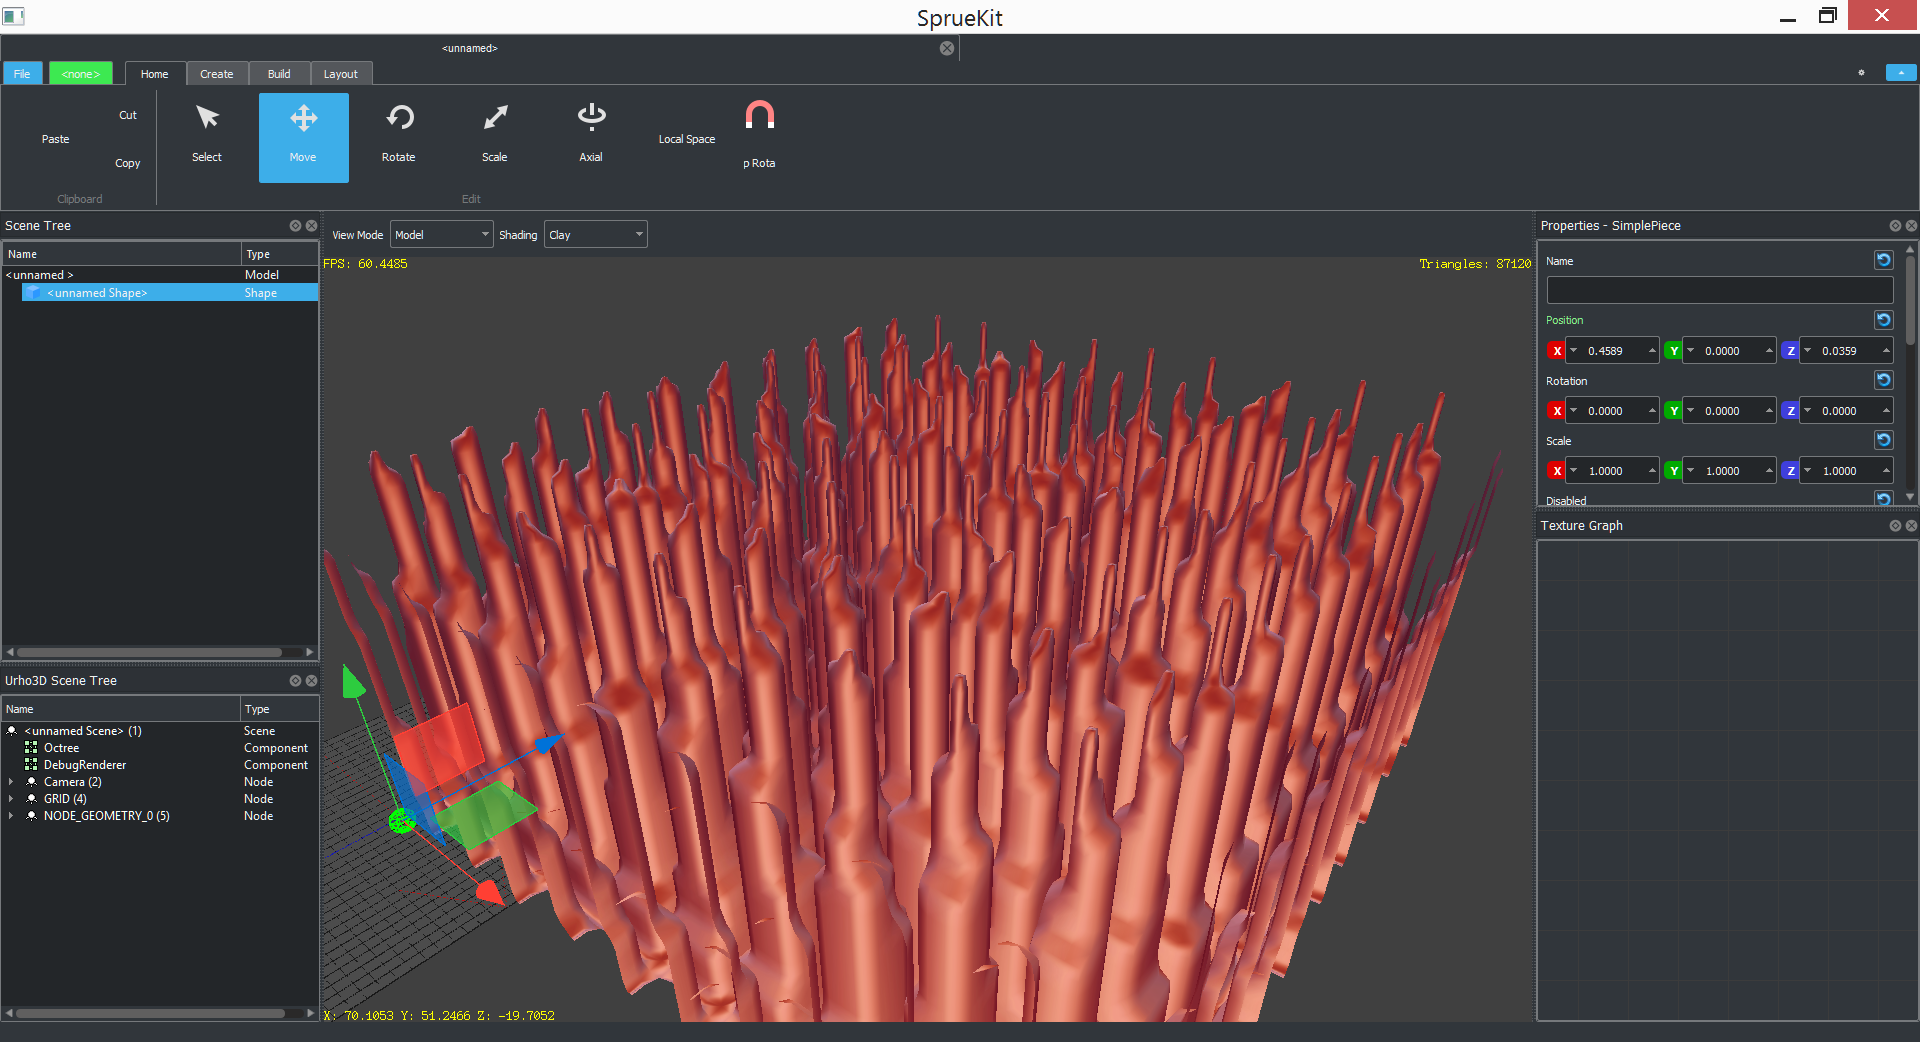 SprueKit
<unnamed>
File
<none>
Home
Create
Build
Layout
Paste
Cut
Copy
Clipboard
Select
Move
Rotate
Scale
Axial
Local Space
p Rota
Edit
Scene Tree
Name Type
<unnamed > Model
<unnamed Shape> Shape
Urho3D Scene Tree
Name Type
<unnamed Scene> (1) Scene
Octree Component
DebugRenderer Component
Camera (2) Node
GRID (4) Node
NODE_GEOMETRY_0 (5) Node
View Mode Model Shading Clay
FPS: 60.4485
Triangles: 87120
X: 70.1053 Y: 51.2466 Z: -19.7052
Properties - SimplePiece
Name
Position
X 0.4589 Y 0.0000 Z 0.0359
Rotation
X 0.0000 Y 0.0000 Z 0.0000
Scale
X 1.0000 Y 1.0000 Z 1.0000
Disabled
Texture Graph